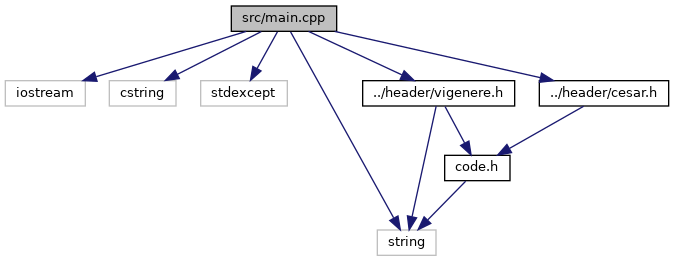 src/main.cpp
iostream
cstring
stdexcept
../header/vigenere.h
../header/cesar.h
code.h
string